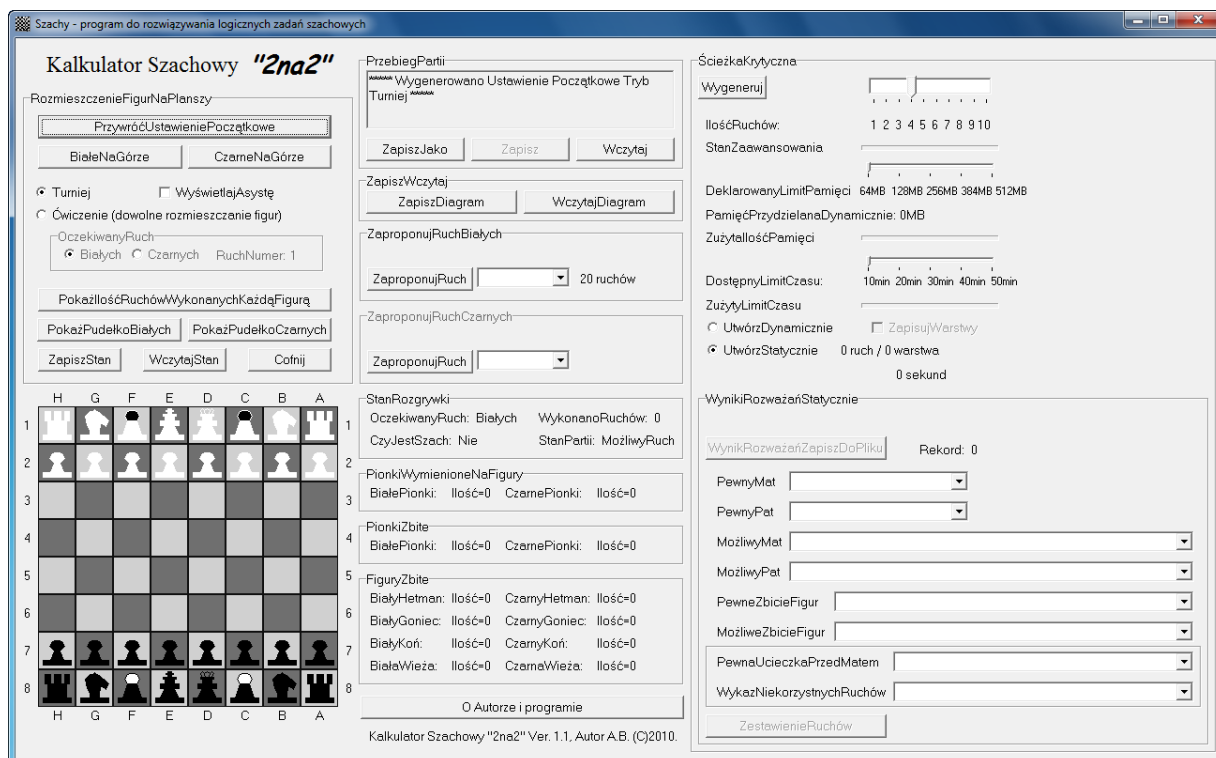 Szachy - program do rozwiązywania logicznych zadań szachowych
Kalkulator Szachowy "2na2"
RozmieszczenieFigurNaPlanszy
PrzywróćUstawieniePoczątkowe
BiałeNaGórze CzarneNaGórze
Turniej WyświetlajAsystę
Ćwiczenie (dowolne rozmieszczanie figur)
OczekiwanyRuch
Białych Czarnych RuchNumer: 1
PokażIlośćRuchówWykonanychKażdąFigurą
PokażPudełkoBiałych PokażPudełkoCzarnych
ZapiszStan WczytajStan Cofnij
H G F E D C B A
1 1
2 2
3 3
4 4
5 5
6 6
7 7
8 8
H G F E D C B A
PrzebiegPartii
***** Wygenerowano Ustawienie Początkowe Tryb
Turniej *****
ZapiszJako Zapisz Wczytaj
ZapiszWczytaj
ZapiszDiagram WczytajDiagram
ZaproponujRuchBiałych
ZaproponujRuch 20 ruchów
ZaproponujRuchCzarnych
ZaproponujRuch
StanRozgrywki
OczekiwanyRuch: Białych WykonanoRuchów: 0
CzyJestSzach: Nie StanPartii: MożliwyRuch
PionkiWymienioneNaFigury
BiałePionki: Ilość=0 CzarnePionki: Ilość=0
PionkiZbite
BiałePionki: Ilość=0 CzarnePionki: Ilość=0
FiguryZbite
BiałyHetman: Ilość=0 CzarnyHetman: Ilość=0
BiałyGoniec: Ilość=0 CzarnyGoniec: Ilość=0
BiałyKoń: Ilość=0 CzarnyKoń: Ilość=0
BiałaWieża: Ilość=0 CzarnaWieża: Ilość=0
O Autorze i programie
Kalkulator Szachowy "2na2" Ver. 1.1, Autor A.B. (C)2010.
ŚcieżkaKrytyczna
Wygeneruj
IlośćRuchów: 1 2 3 4 5 6 7 8 9 10
StanZaawansowania
DeklarowanyLimitPamięci 64MB 128MB 256MB 384MB 512MB
PamięćPrzydzielanaDynamicznie: 0MB
ZużytaIlośćPamięci
DostępnyLimitCzasu: 10min 20min 30min 40min 50min
ZużytyLimitCzasu
UtwórzDynamicznie ZapisujWarstwy
UtwórzStatycznie 0 ruch / 0 warstwa
0 sekund
WynikiRozważańStatycznie
WynikRozważańZapiszDoPliku Rekord: 0
PewnyMat
PewnyPat
MożliwyMat
MożliwyPat
PewneZbicieFigur
MożliweZbicieFigur
PewnaUcieczkaPrzedMatem
WykazNiekorzystnychRuchów
ZestawienieRuchów